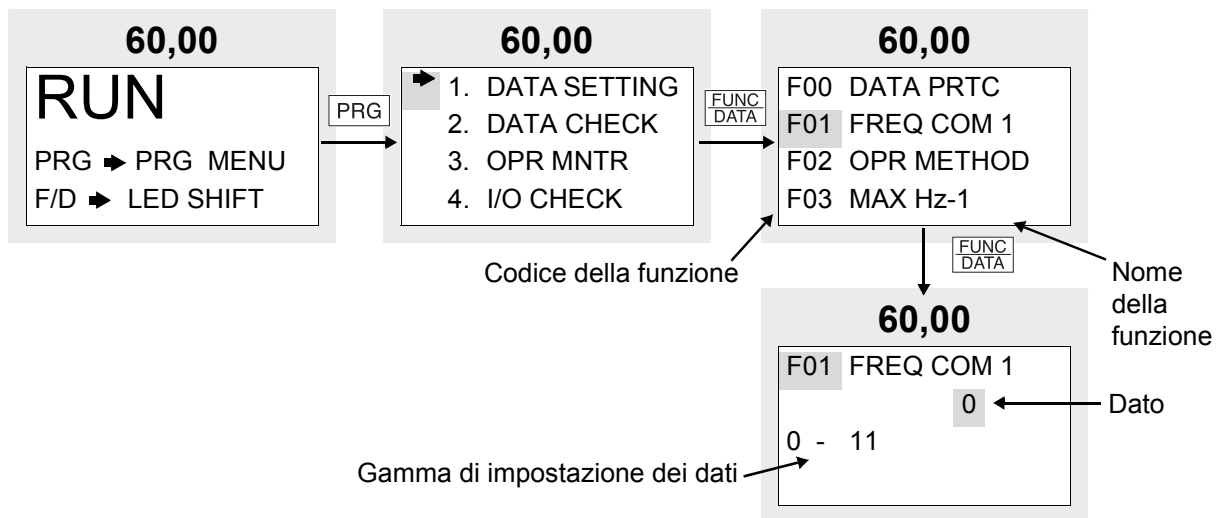 60,00
RUN
PRG ➡ PRG MENU
F/D ➡ LED SHIFT
PRG
60,00
➡ 1. DATA SETTING
2. DATA CHECK
3. OPR MNTR
4. I/O CHECK
FUNC
DATA
60,00
F00 DATA PRTC
F01 FREQ COM 1
F02 OPR METHOD
F03 MAX Hz-1
Codice della funzione
FUNC
DATA
Nome
della
funzione
60,00
F01 FREQ COM 1
0
Dato
0 - 11
Gamma di impostazione dei dati